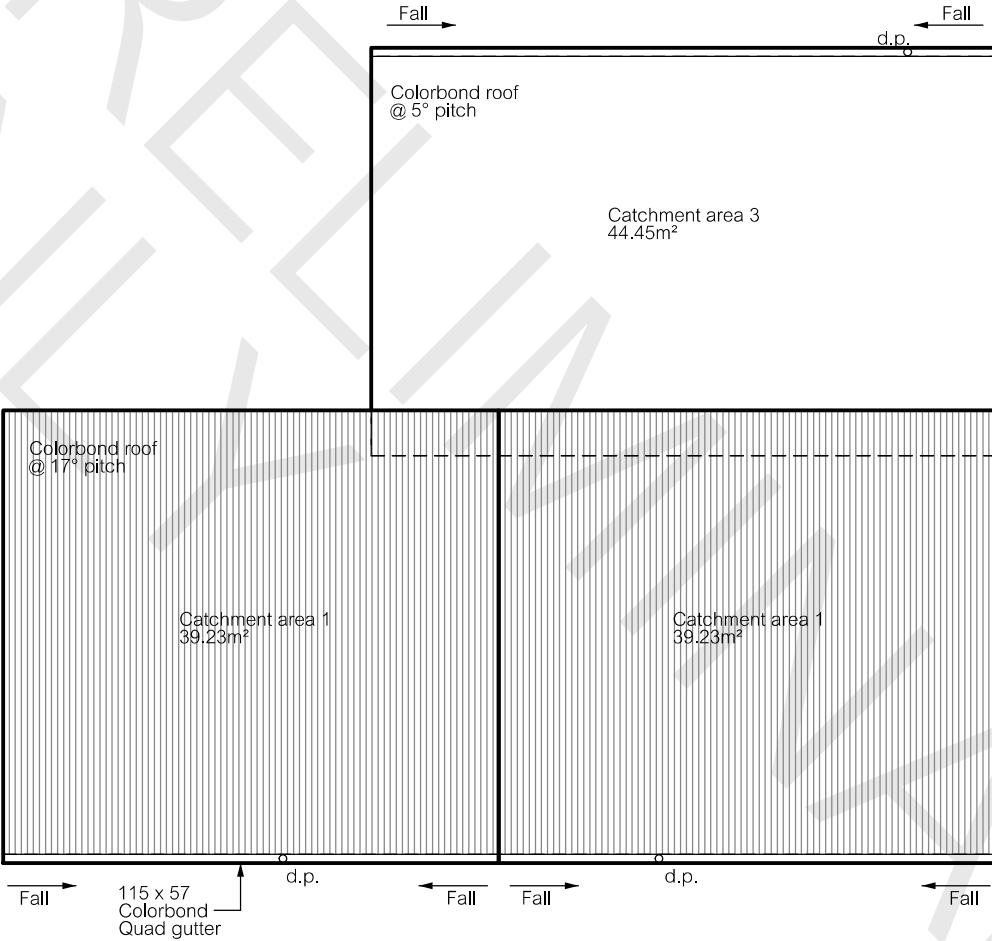 Fall
Fall
d.p.
Colorbond roof
@ 5° pitch
Catchment area 3
44.45m²
Colorbond roof
@ 17° pitch
Catchment area 1
39.23m²
Catchment area 1
39.23m²
d.p.
d.p.
Fall
115 x 57
Colorbond
Quad gutter
Fall
Fall
Fall